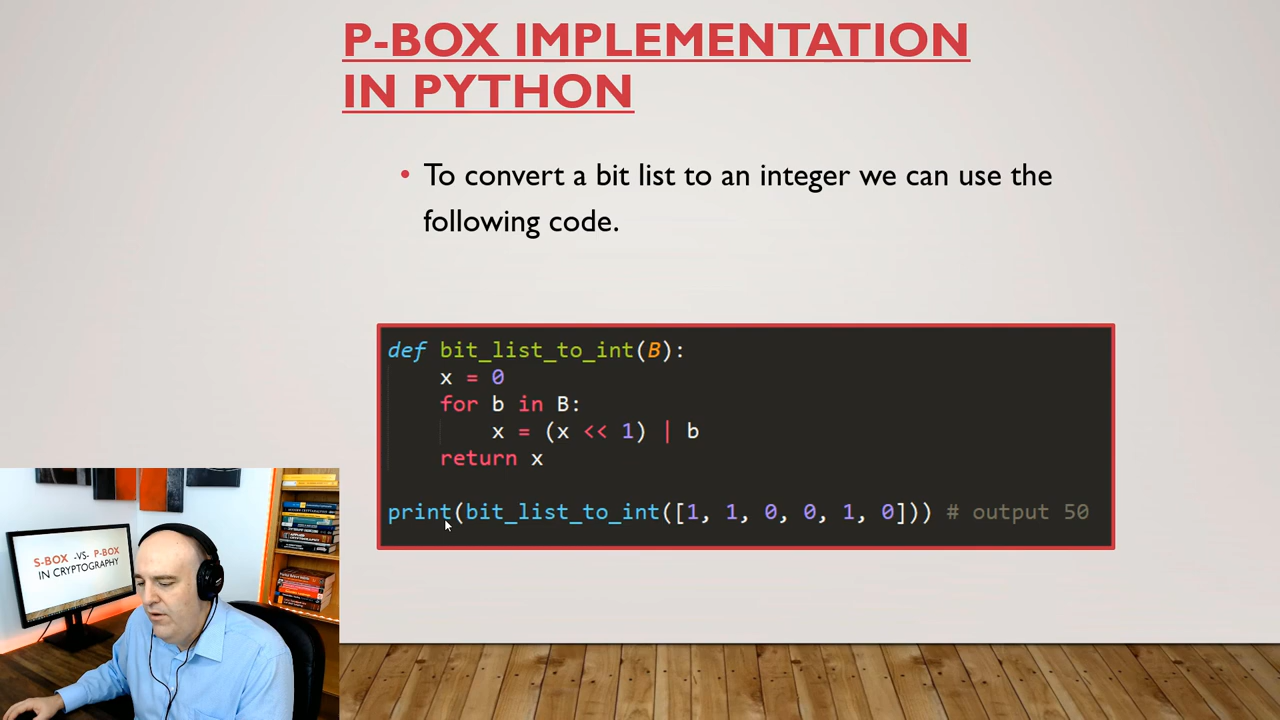 P-BOX IMPLEMENTATION
IN PYTHON
• To convert a bit list to an integer we can use the
following code.
def bit_list_to_int(B):
    x = 0
    for b in B:
        x = (x << 1) | b
    return x
print(bit_list_to_int([1, 1, 0, 0, 1, 0])) # output 50
S-BOX -VS- P-BOX
IN CRYPTOGRAPHY